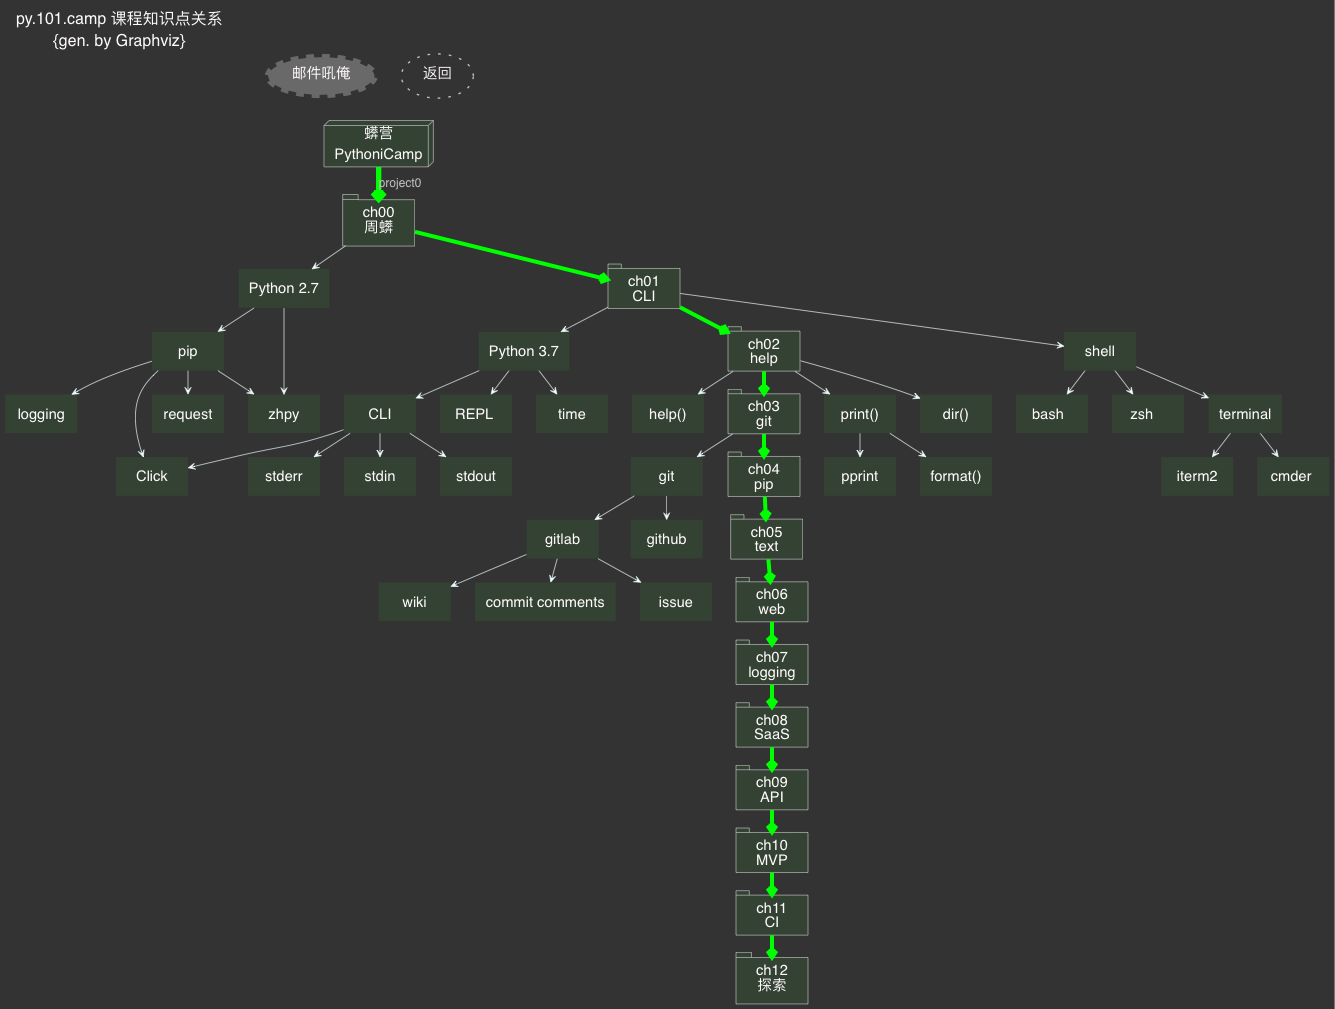 py.101.camp 课程知识点关系
{gen. by Graphviz}
邮件吼俺
返回
蟒营
PythoniCamp
project0
ch00
周蟒
ch01
CLI
Python 2.7
ch02
help
pip
Python 3.7
shell
ch03
git
logging
request
zhpy
CLI
REPL
time
help()
print()
dir()
bash
zsh
terminal
ch04
pip
Click
stderr
stdin
stdout
git
pprint
format()
iterm2
cmder
ch05
text
gitlab
github
ch06
web
wiki
commit comments
issue
ch07
logging
ch08
SaaS
ch09
API
ch10
MVP
ch11
CI
ch12
探索